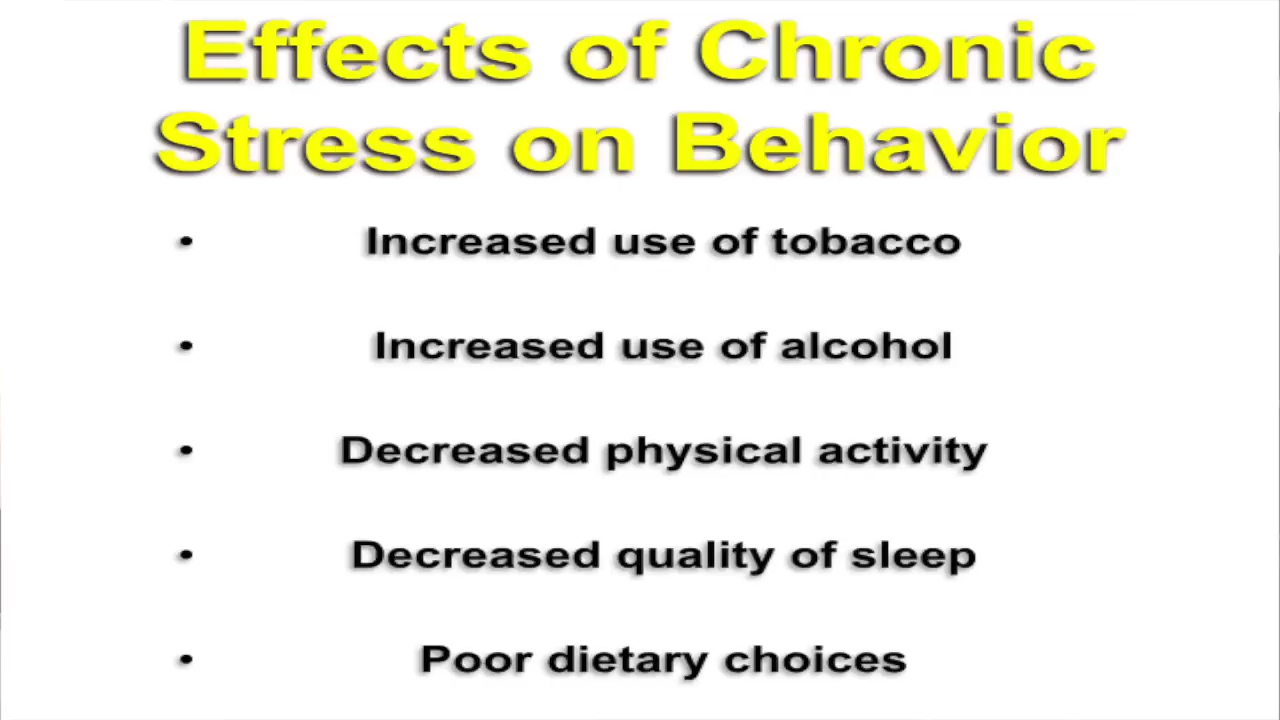 Effects of Chronic
Stress on Behavior
• Increased use of tobacco
• Increased use of alcohol
• Decreased physical activity
• Decreased quality of sleep
• Poor dietary choices